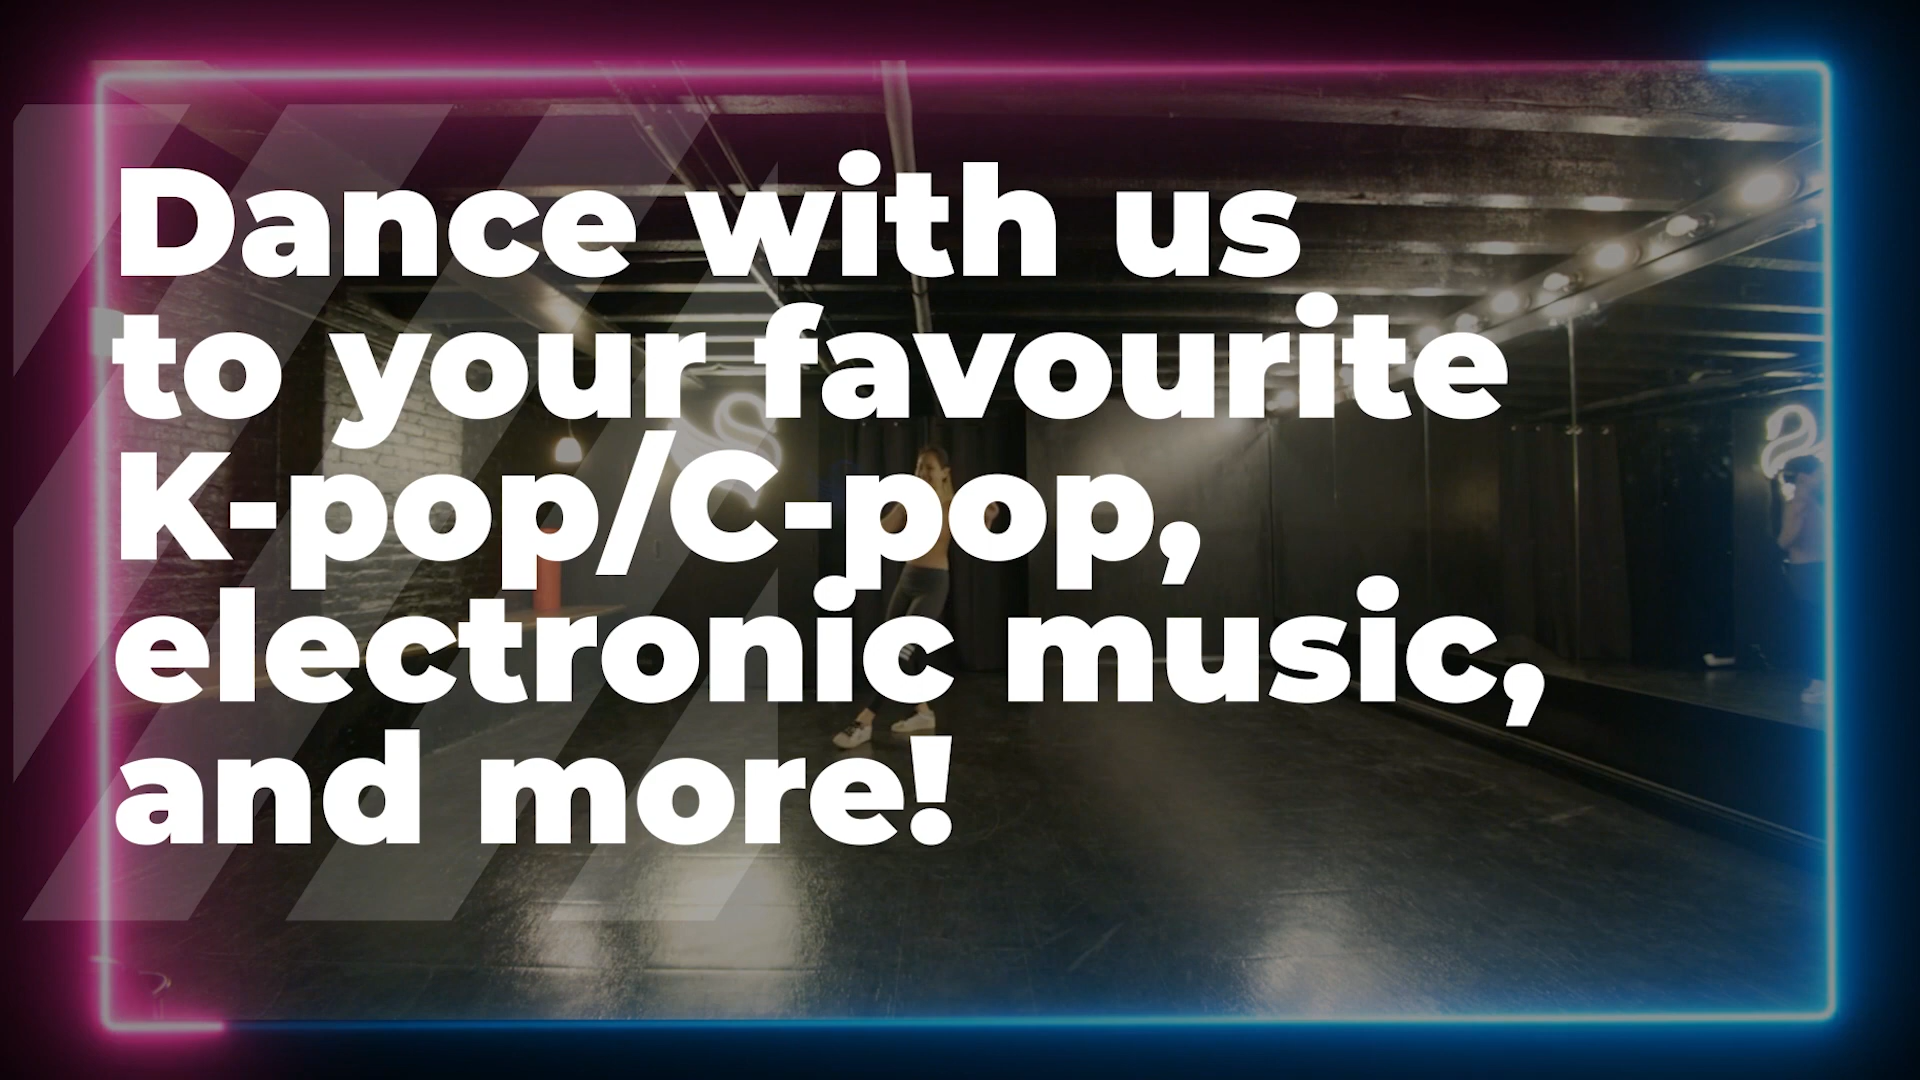 Dance with us
to your favourite
K-pop/C-pop,
electronic music,
and more!